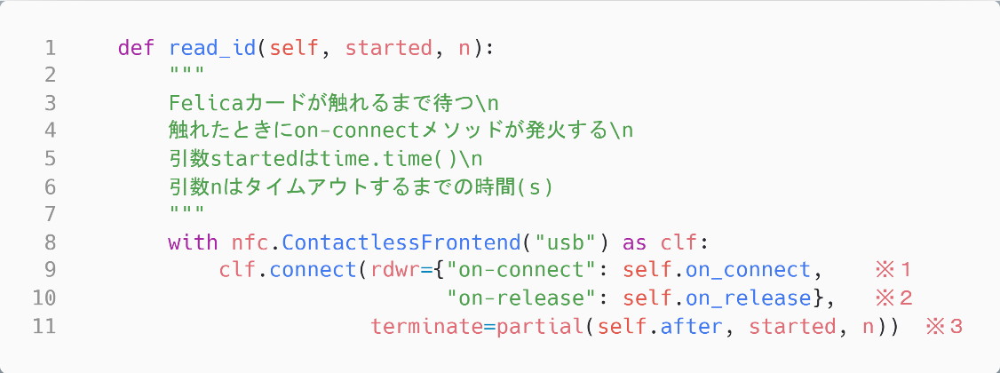 1 def read_id(self, started, n):
2 """
3 Felicaカードが触れるまで待つ\n
4 触れたときにon-connectメソッドが発火する\n
5 引数startedはtime.time()\n
6 引数nはタイムアウトするまでの時間(s)
7 """
8 with nfc.ContactlessFrontend("usb") as clf:
9 clf.connect(rdwr={"on-connect": self.on_connect, ※1
10 "on-release": self.on_release}, ※2
11 terminate=partial(self.after, started, n)) ※3